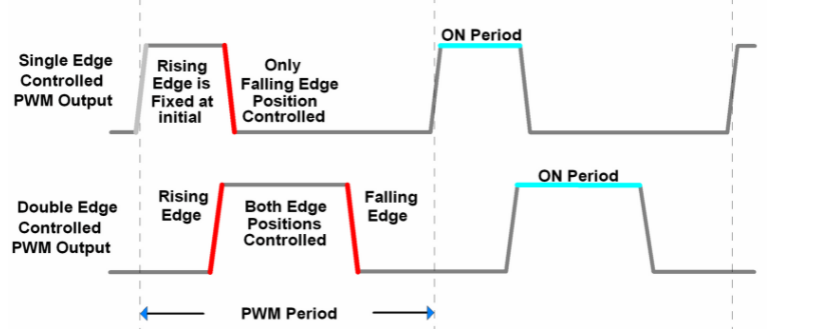 ON Period
Single Edge
Controlled
PWM Output
Rising
Edge is
Fixed at
initial
Only
Falling Edge
Position
Controlled
ON Period
Double Edge
Controlled
PWM Output
Rising
Edge
Both Edge
Positions
Controlled
Falling
Edge
PWM Period